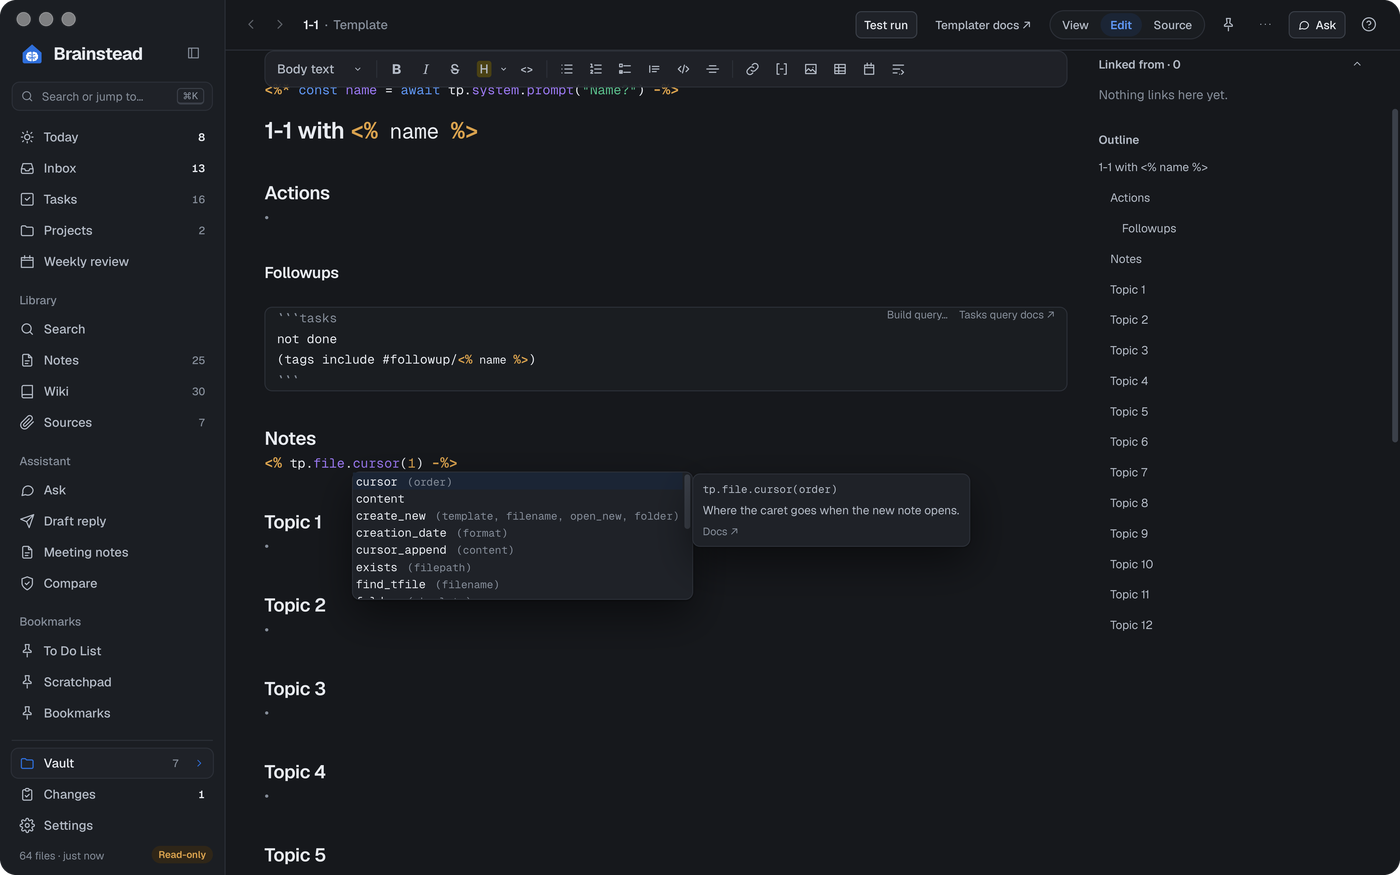 Brainstead
Search or jump to... ⌘K
Today 8
Inbox 13
Tasks 16
Projects 2
Weekly review
Library
Search
Notes 25
Wiki 30
Sources 7
Assistant
Ask
Draft reply
Meeting notes
Compare
Bookmarks
To Do List
Scratchpad
Bookmarks
Vault 7
Changes 1
Settings
64 files · just now Read-only
1-1 · Template
Test run
Templater docs ↗
View Edit Source
Ask
Body text B I S H
<%* const name = await tp.system.prompt("Name?") -%>
1-1 with <% name %>
Actions
•
Followups
```tasks
Build query... Tasks query docs ↗
not done
(tags include #followup/<% name %>)
```
Notes
<% tp.file.cursor(1) -%>
cursor (order)
content
create_new (template, filename, open_new, folder)
creation_date (format)
cursor_append (content)
exists (filepath)
find_tfile (filename)
tp.file.cursor(order)
Where the caret goes when the new note opens.
Docs ↗
Topic 1
•
Topic 2
•
Topic 3
•
Topic 4
•
Topic 5
Linked from · 0
Nothing links here yet.
Outline
1-1 with <% name %>
Actions
Followups
Notes
Topic 1
Topic 2
Topic 3
Topic 4
Topic 5
Topic 6
Topic 7
Topic 8
Topic 9
Topic 10
Topic 11
Topic 12